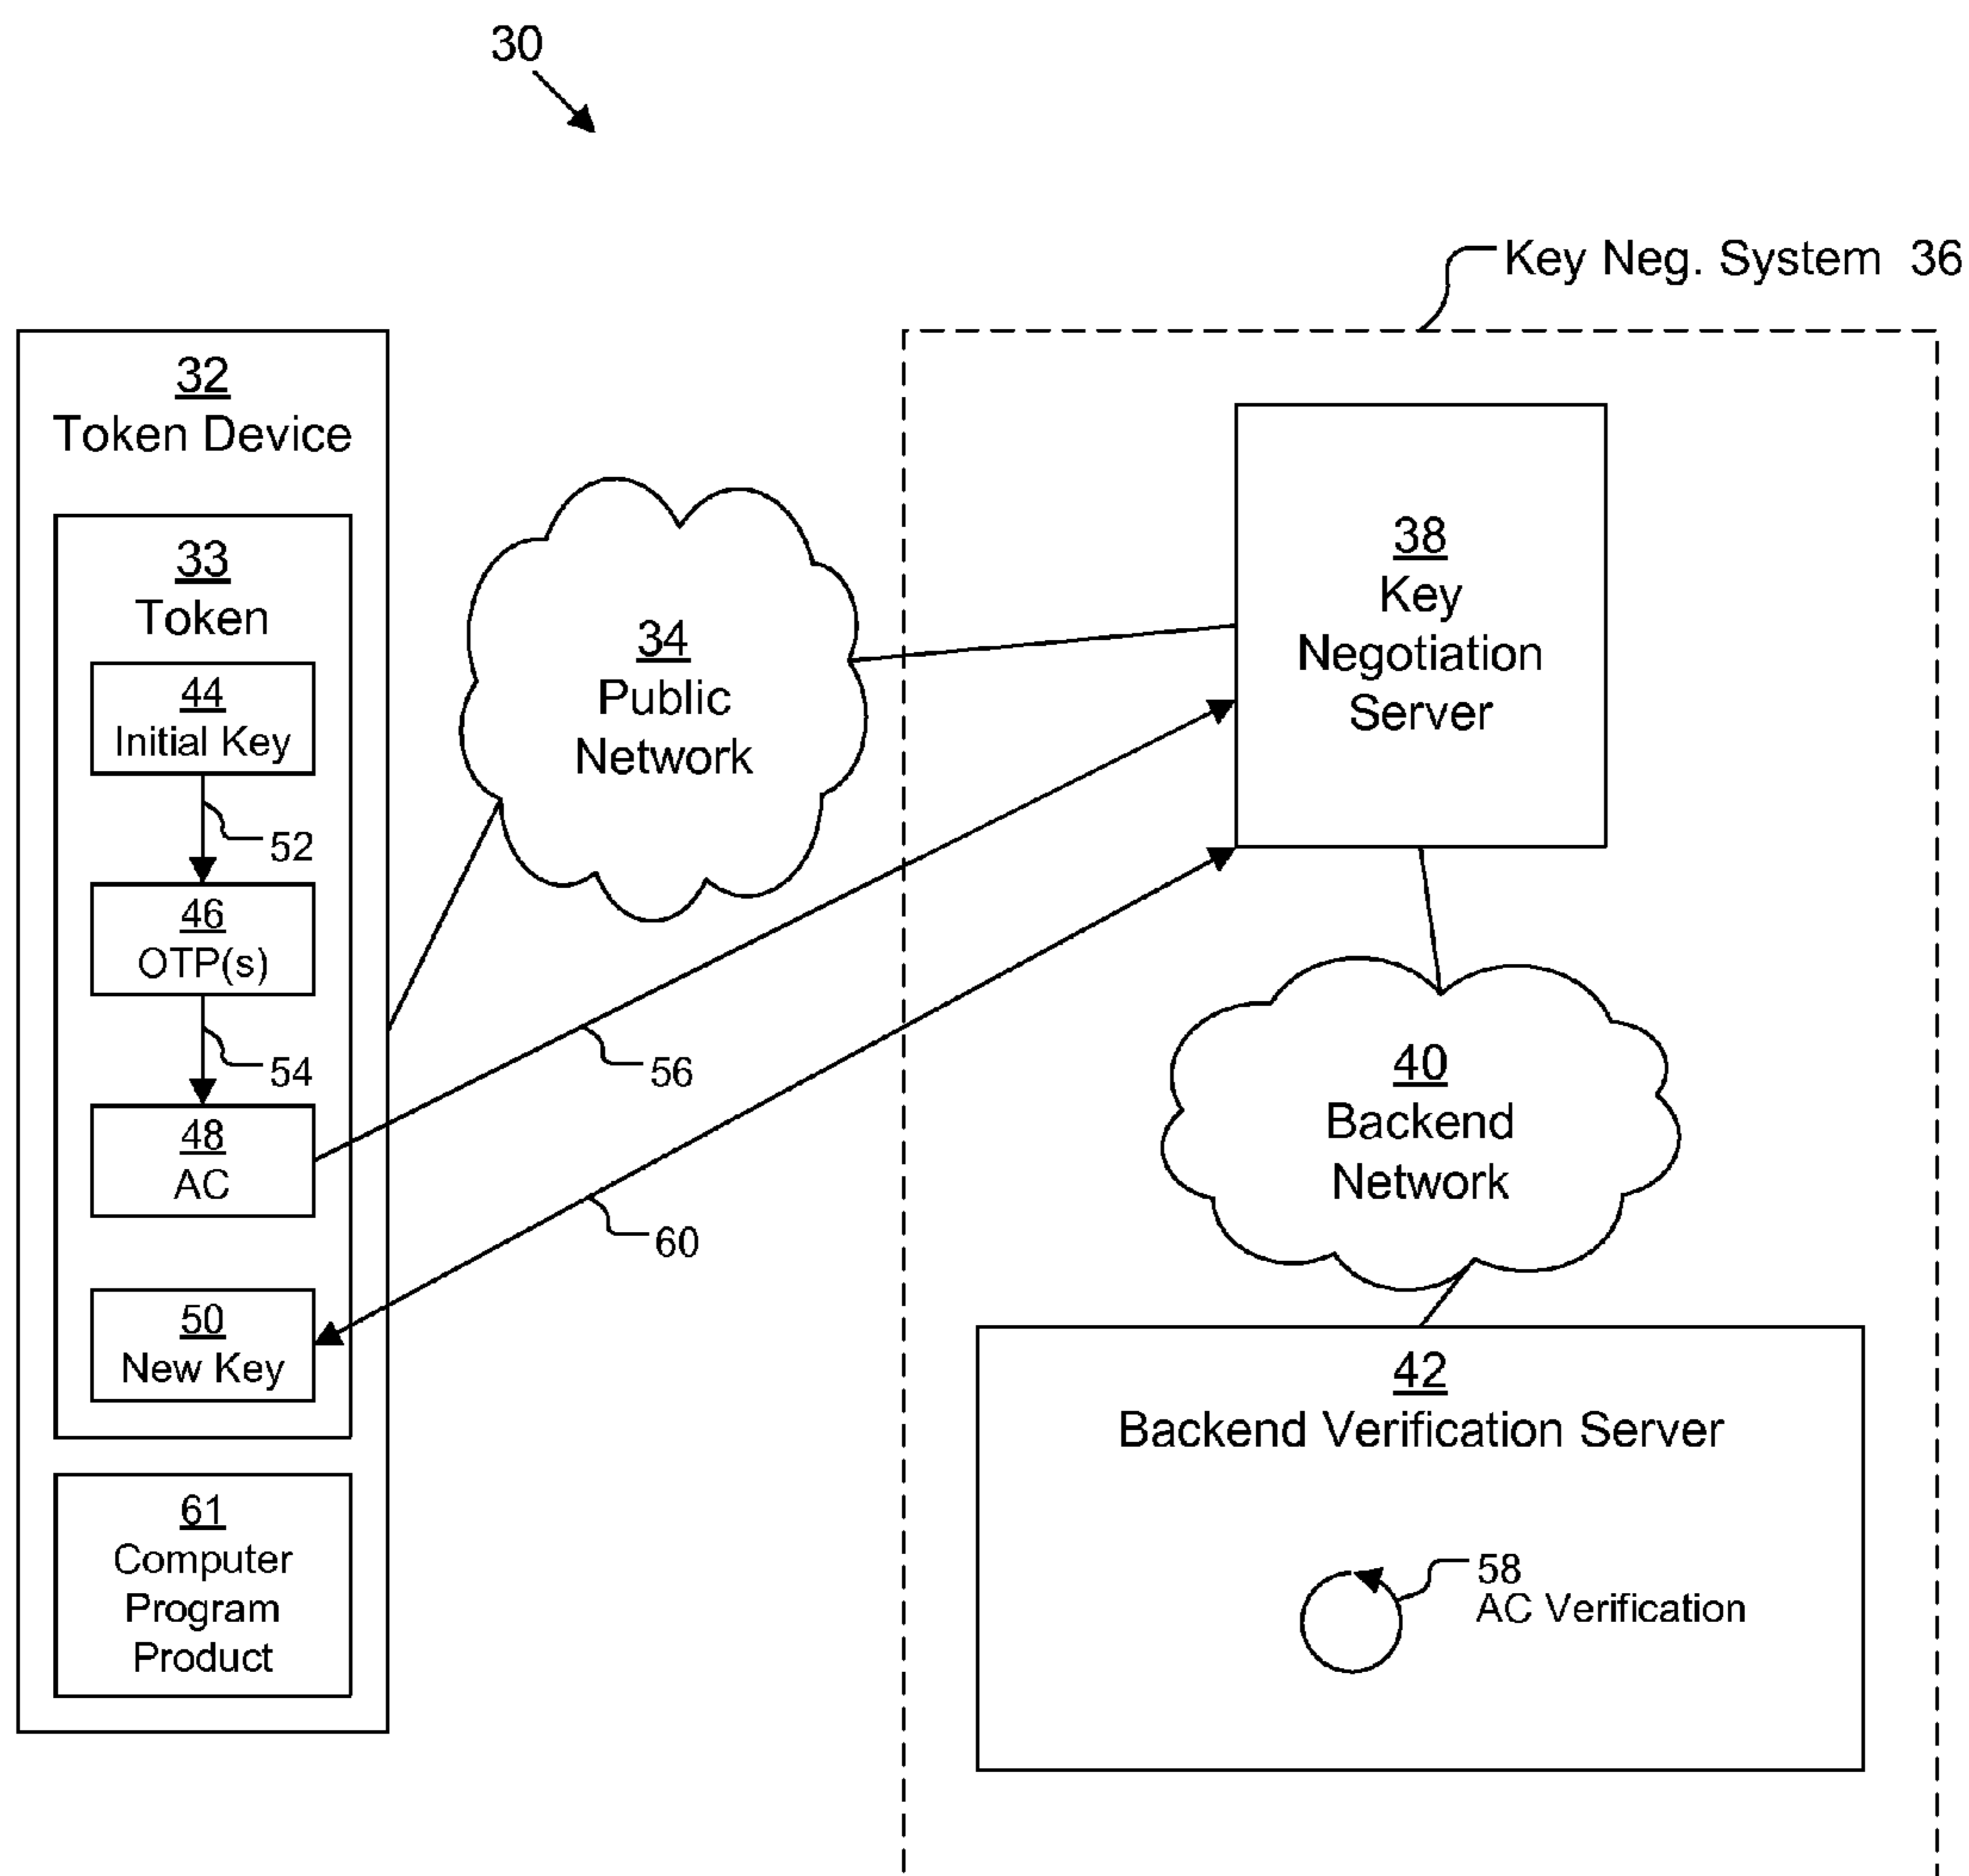 30
Key Neg. System 36
32
Token Device
33
Token
44
Initial Key
52
46
OTP(s)
54
48
AC
50
New Key
61
Computer
Program
Product
34
Public
Network
56
60
38
Key
Negotiation
Server
40
Backend
Network
42
Backend Verification Server
58
AC Verification